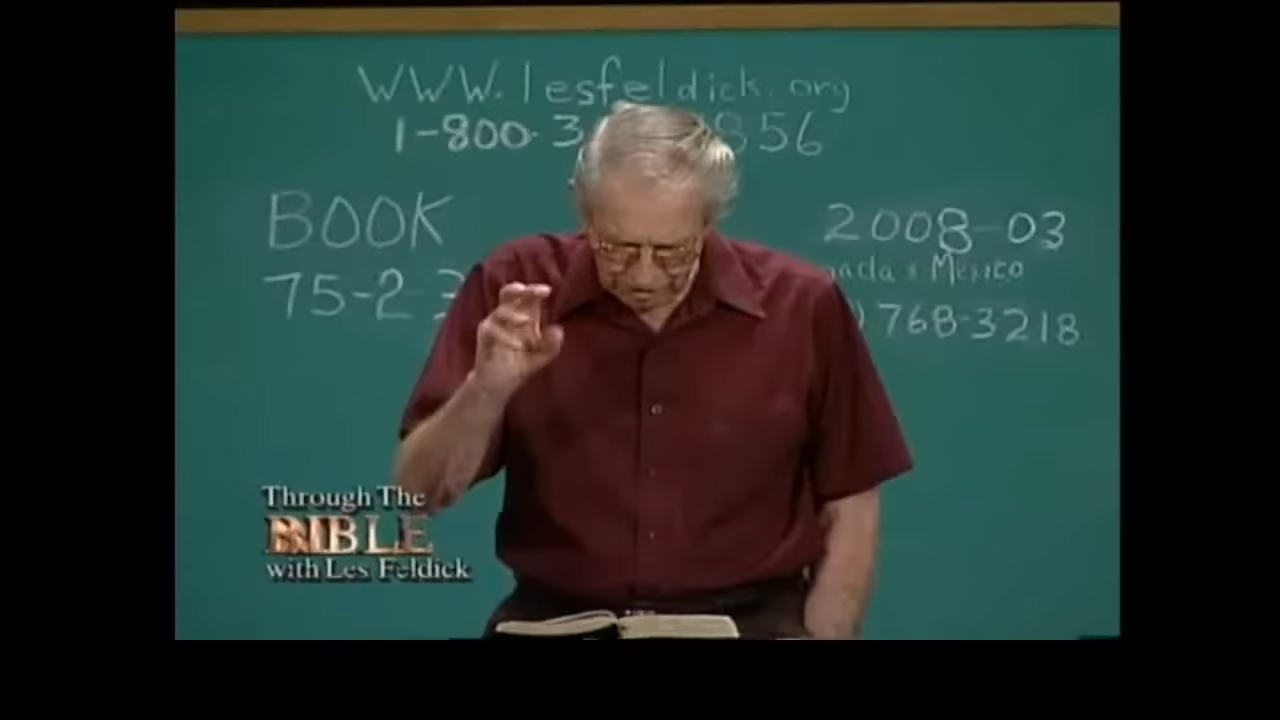 www.lesfeldick.org
1-800-3 856
BOOK
75-2-3
2008-03
Mexico
) 768-3218
Through The
BIBLE
with Les Feldick